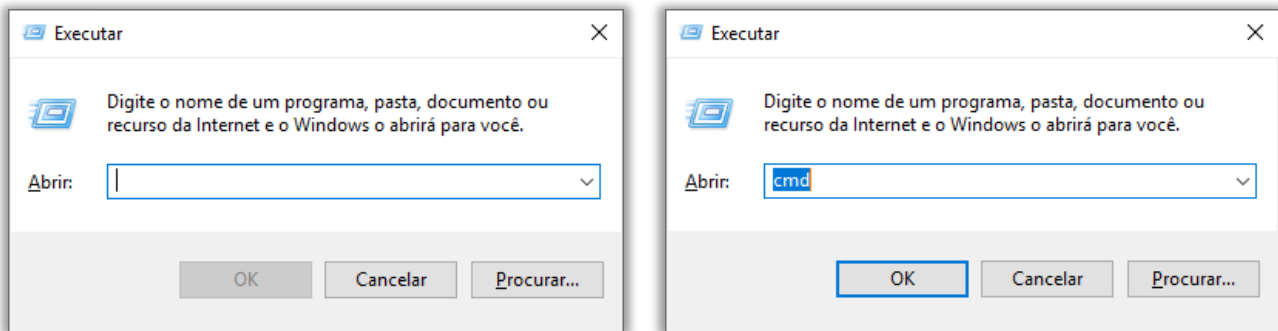 Executar
Digite o nome de um programa, pasta, documento ou
recurso da Internet e o Windows o abrirá para você.
Abrir:
OK Cancelar Procurar...
Executar
Digite o nome de um programa, pasta, documento ou
recurso da Internet e o Windows o abrirá para você.
Abrir: cmd
OK Cancelar Procurar...